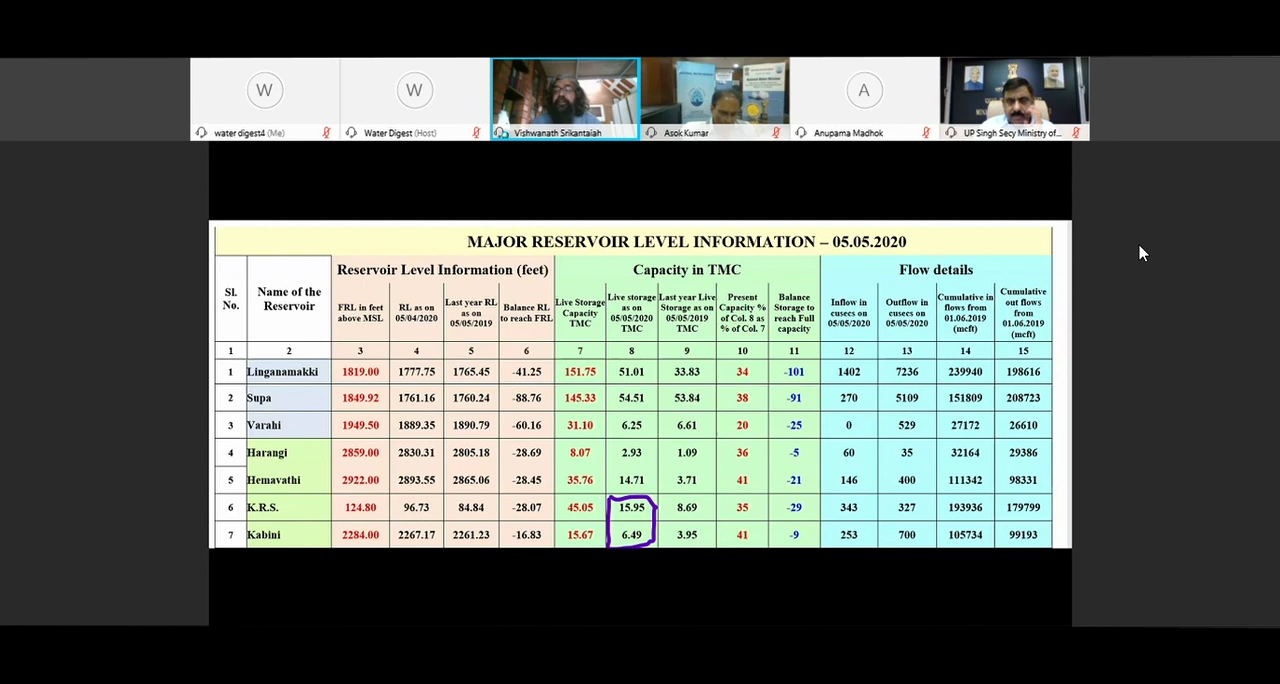 W
W
A
water digest4 (Me)
Water Digest (Host)
Vishwanath Srikantaiah
Asok Kumar
Anupama Madhok
UP Singh Secy Ministry of...
MAJOR RESERVOIR LEVEL INFORMATION – 05.05.2020
Sl. No.
Name of the Reservoir
Reservoir Level Information (feet)
Capacity in TMC
Flow details
FRL in feet above MSL
RL as on 05/04/2020
Last year RL as on 05/05/2019
Balance RL to reach FRL
Live Storage Capacity TMC
Live storage as on 05/05/2020 TMC
Last year Live Storage as on 05/05/2019 TMC
Present Capacity % of Col. 8 as % of Col. 7
Balance Storage to reach Full capacity
Inflow in cusecs on 05/05/2020
Outflow in cusecs on 05/05/2020
Cumulative in flows from 01.06.2019 (mcft)
Cumulative out flows from 01.06.2019 (mcft)
1 2 3 4 5 6 7 8 9 10 11 12 13 14 15
1 Linganamakki 1819.00 1777.75 1765.45 -41.25 151.75 51.01 33.83 34 -101 1402 7236 239940 198616
2 Supa 1849.92 1761.16 1760.24 -88.76 145.33 54.51 53.84 38 -91 270 5109 151809 208723
3 Varahi 1949.50 1889.35 1890.79 -60.16 31.10 6.25 6.61 20 -25 0 529 27172 26610
4 Harangi 2859.00 2830.31 2805.18 -28.69 8.07 2.93 1.09 36 -5 60 35 32164 29386
5 Hemavathi 2922.00 2893.55 2865.06 -28.45 35.76 14.71 3.71 41 -21 146 400 111342 98331
6 K.R.S. 124.80 96.73 84.84 -28.07 45.05 15.95 8.69 35 -29 343 327 193936 179799
7 Kabini 2284.00 2267.17 2261.23 -16.83 15.67 6.49 3.95 41 -9 253 700 105734 99193